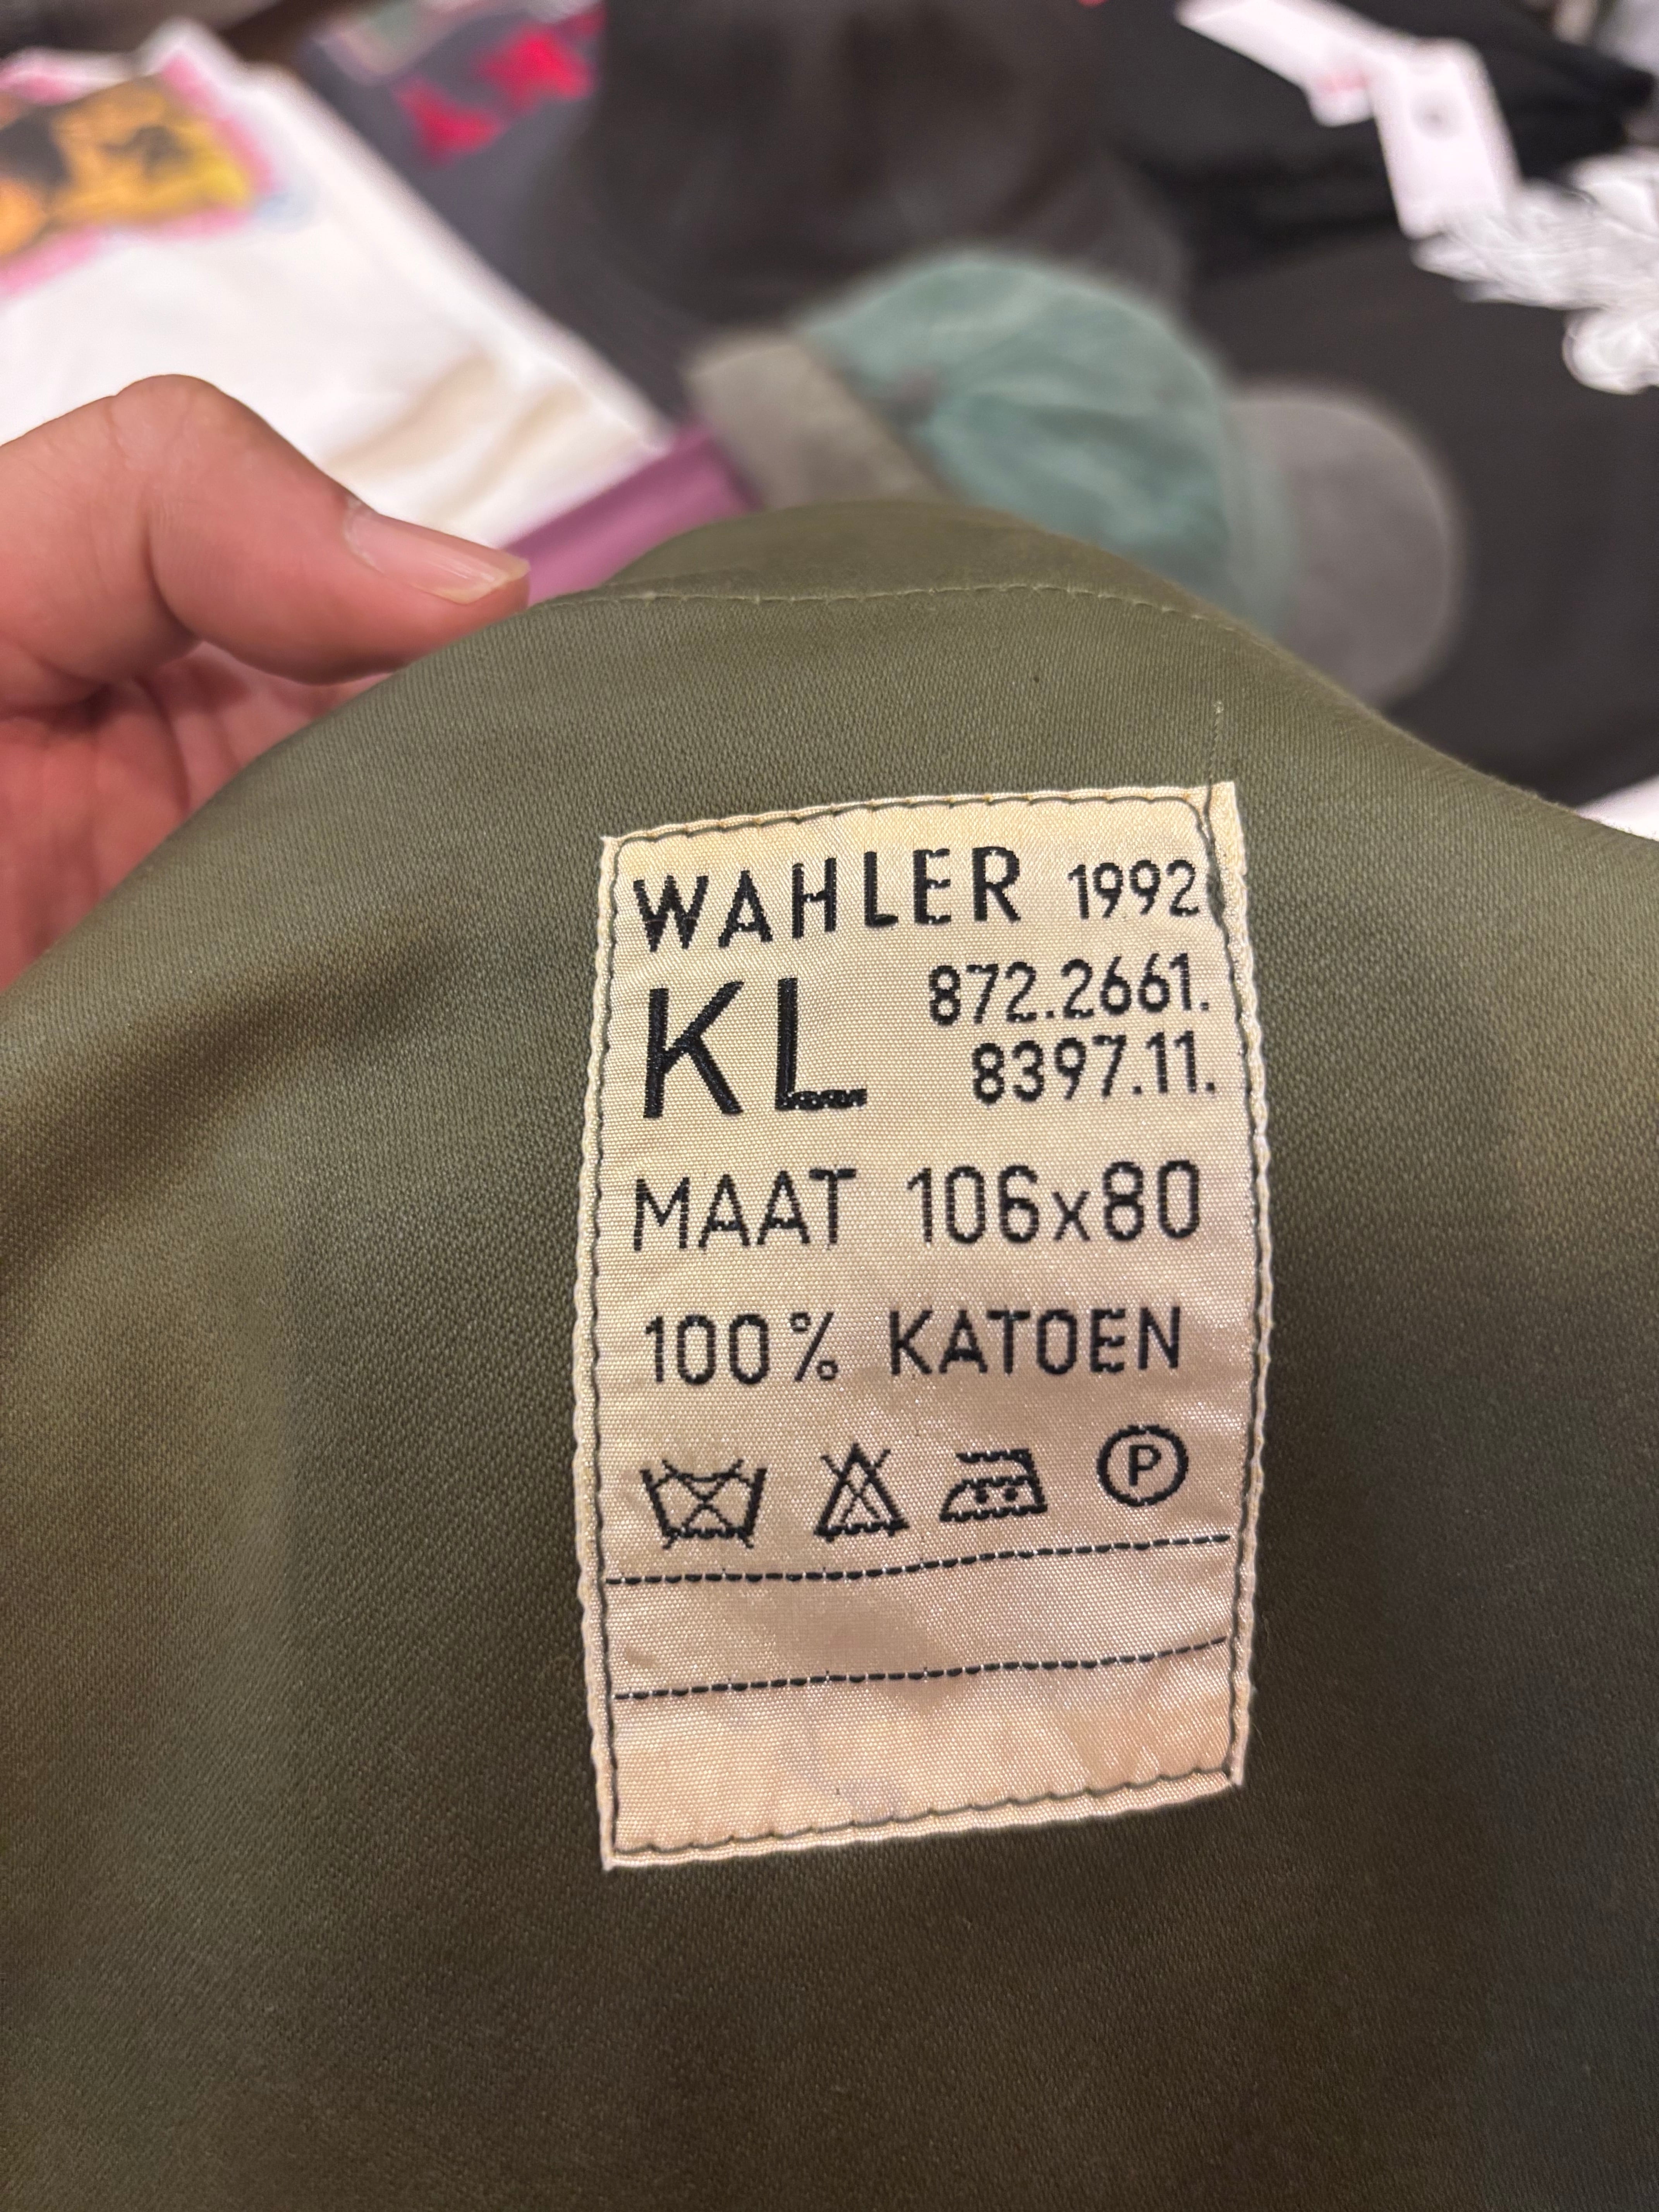 WAHLER 1992
KL 872.2661.
8397.11.
MAAT 106x80
100% KATOEN
P